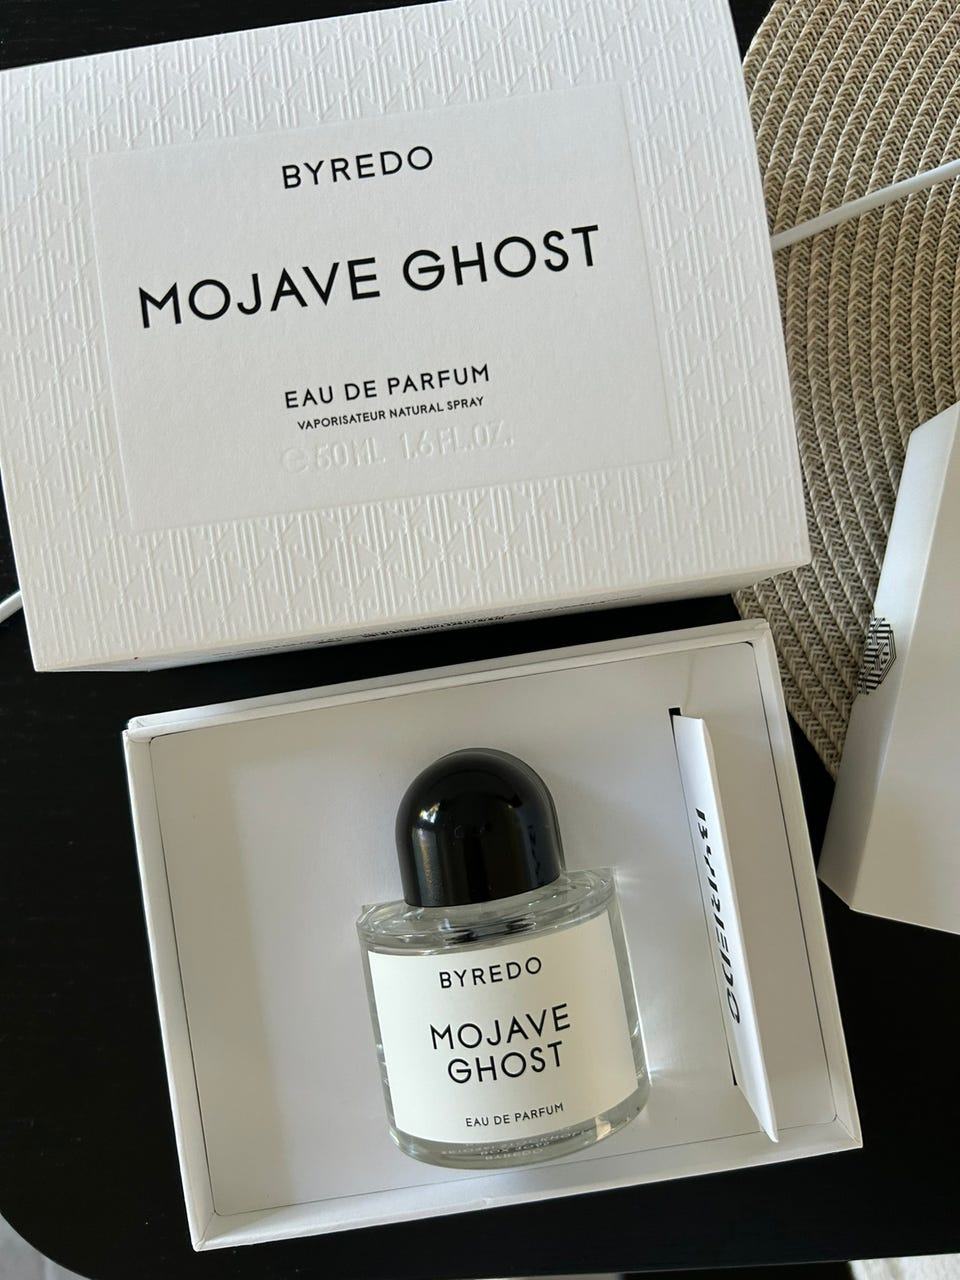 BYREDO
MOJAVE GHOST
EAU DE PARFUM
VAPORISATEUR NATURAL SPRAY
e 50 ML 1.6 FL.OZ.
BYREDO
BYREDO
MOJAVE
GHOST
EAU DE PARFUM